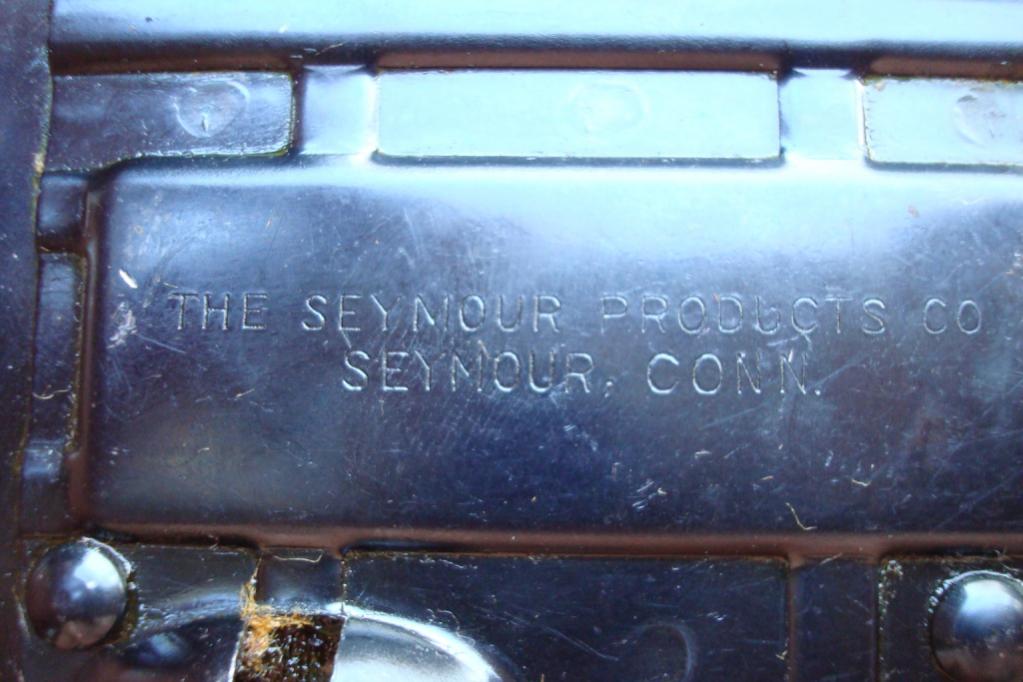 THE SEYMOUR PRODUCTS CO
SEYMOUR, CONN.